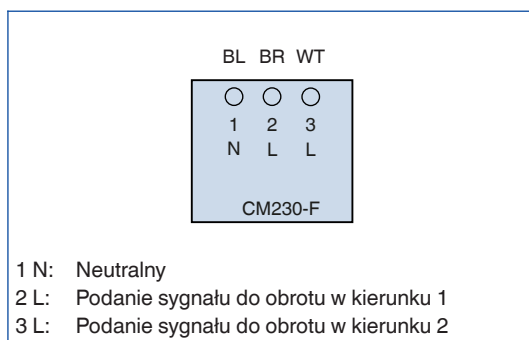 BL BR WT
1 2 3
N L L
CM230-F
1 N: Neutralny
2 L: Podanie sygnału do obrotu w kierunku 1
3 L: Podanie sygnału do obrotu w kierunku 2